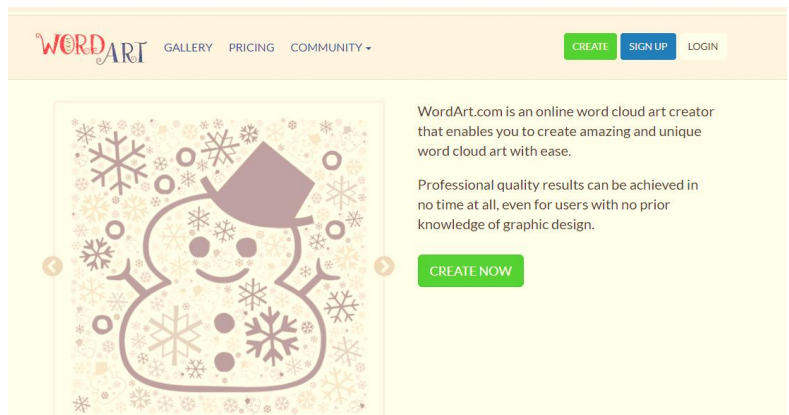 WORDART GALLERY PRICING COMMUNITY CREATE SIGN UP LOGIN
WordArt.com is an online word cloud art creator
that enables you to create amazing and unique
word cloud art with ease.
Professional quality results can be achieved in
no time at all, even for users with no prior
knowledge of graphic design.
CREATE NOW